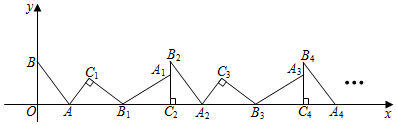 y
B₂ B₄
B C₁ A₁ C₃ A₃ •••
O A B₁ C₂ A₂ B₃ C₄ A₄ x